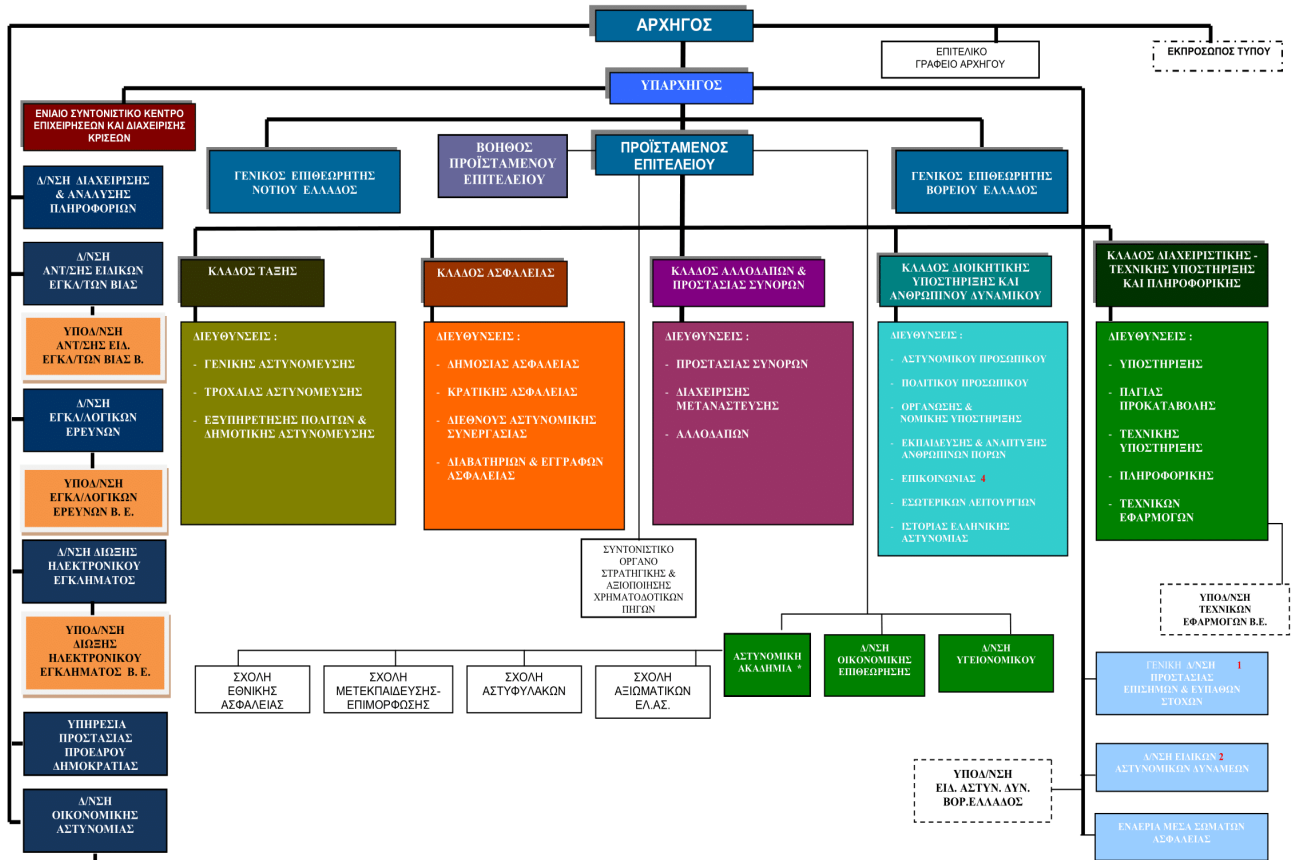 ΑΡΧΗΓΟΣ
ΕΠΙΤΕΛΙΚΟ
ΓΡΑΦΕΙΟ ΑΡΧΗΓΟΥ
ΕΚΠΡΟΣΩΠΟΣ ΤΥΠΟΥ
ΥΠΑΡΧΗΓΟΣ
ΕΝΙΑΙΟ ΣΥΝΤΟΝΙΣΤΙΚΟ ΚΕΝΤΡΟ
ΕΠΙΧΕΙΡΗΣΕΩΝ ΚΑΙ ΔΙΑΧΕΙΡΙΣΗΣ
ΚΡΙΣΕΩΝ
ΓΕΝΙΚΟΣ ΕΠΙΘΕΩΡΗΤΗΣ
ΝΟΤΙΟΥ ΕΛΛΑΔΟΣ
ΒΟΗΘΟΣ
ΠΡΟΪΣΤΑΜΕΝΟΥ
ΕΠΙΤΕΛΕΙΟΥ
ΠΡΟΪΣΤΑΜΕΝΟΣ
ΕΠΙΤΕΛΕΙΟΥ
ΓΕΝΙΚΟΣ ΕΠΙΘΕΩΡΗΤΗΣ
ΒΟΡΕΙΟΥ ΕΛΛΑΔΟΣ
Δ/ΝΣΗ ΔΙΑΧΕΙΡΙΣΗΣ
& ΑΝΑΛΥΣΗΣ
ΠΛΗΡΟΦΟΡΙΩΝ
Δ/ΝΣΗ
ΑΝΤ/ΣΗΣ ΕΙΔΙΚΩΝ
ΕΓΚΛ/ΤΩΝ ΒΙΑΣ
ΥΠΟΔ/ΝΣΗ
ΑΝΤ/ΣΗΣ ΕΙΔ.
ΕΓΚΛ/ΤΩΝ ΒΙΑΣ Β.
Δ/ΝΣΗ
ΕΓΚΛ/ΛΟΓΙΚΩΝ
ΕΡΕΥΝΩΝ
ΥΠΟΔ/ΝΣΗ
ΕΓΚΛ/ΛΟΓΙΚΩΝ
ΕΡΕΥΝΩΝ Β. Ε.
Δ/ΝΣΗ ΔΙΩΞΗΣ
ΗΛΕΚΤΡΟΝΙΚΟΥ
ΕΓΚΛΗΜΑΤΟΣ
ΥΠΟΔ/ΝΣΗ
ΔΙΩΞΗΣ
ΗΛΕΚΤΡΟΝΙΚΟΥ
ΕΓΚΛΗΜΑΤΟΣ Β. Ε.
ΥΠΗΡΕΣΙΑ
ΠΡΟΣΤΑΣΙΑΣ
ΠΡΟΕΔΡΟΥ
ΔΗΜΟΚΡΑΤΙΑΣ
Δ/ΝΣΗ
ΟΙΚΟΝΟΜΙΚΗΣ
ΑΣΤΥΝΟΜΙΑΣ
ΚΛΑΔΟΣ ΤΑΞΗΣ
ΔΙΕΥΘΥΝΣΕΙΣ :
- ΓΕΝΙΚΗΣ ΑΣΤΥΝΟΜΕΥΣΗΣ
- ΤΡΟΧΑΙΑΣ ΑΣΤΥΝΟΜΕΥΣΗΣ
- ΕΞΥΠΗΡΕΤΗΣΗΣ ΠΟΛΙΤΩΝ &
ΔΗΜΟΤΙΚΗΣ ΑΣΤΥΝΟΜΕΥΣΗΣ
ΚΛΑΔΟΣ ΑΣΦΑΛΕΙΑΣ
ΔΙΕΥΘΥΝΣΕΙΣ :
- ΔΗΜΟΣΙΑΣ ΑΣΦΑΛΕΙΑΣ
- ΚΡΑΤΙΚΗΣ ΑΣΦΑΛΕΙΑΣ
- ΔΙΕΘΝΟΥΣ ΑΣΤΥΝΟΜΙΚΗΣ
ΣΥΝΕΡΓΑΣΙΑΣ
- ΔΙΑΒΑΤΗΡΙΩΝ & ΕΓΓΡΑΦΩΝ
ΑΣΦΑΛΕΙΑΣ
ΚΛΑΔΟΣ ΑΛΛΟΔΑΠΩΝ &
ΠΡΟΣΤΑΣΙΑΣ ΣΥΝΟΡΩΝ
ΔΙΕΥΘΥΝΣΕΙΣ :
- ΠΡΟΣΤΑΣΙΑΣ ΣΥΝΟΡΩΝ
- ΔΙΑΧΕΙΡΙΣΗΣ
ΜΕΤΑΝΑΣΤΕΥΣΗΣ
- ΑΛΛΟΔΑΠΩΝ
ΚΛΑΔΟΣ ΔΙΟΙΚΗΤΙΚΗΣ
ΥΠΟΣΤΗΡΙΞΗΣ ΚΑΙ
ΑΝΘΡΩΠΙΝΟΥ ΔΥΝΑΜΙΚΟΥ
ΔΙΕΥΘΥΝΣΕΙΣ :
- ΑΣΤΥΝΟΜΙΚΟΥ ΠΡΟΣΩΠΙΚΟΥ
- ΠΟΛΙΤΙΚΟΥ ΠΡΟΣΩΠΙΚΟΥ
- ΟΡΓΑΝΩΣΗΣ &
ΝΟΜΙΚΗΣ ΥΠΟΣΤΗΡΙΞΗΣ
- ΕΚΠΑΙΔΕΥΣΗΣ & ΑΝΑΠΤΥΞΗΣ
ΑΝΘΡΩΠΙΝΩΝ ΠΟΡΩΝ
- ΕΠΙΚΟΙΝΩΝΙΑΣ 4
- ΕΣΩΤΕΡΙΚΩΝ ΛΕΙΤΟΥΡΓΙΩΝ
- ΙΣΤΟΡΙΑΣ ΕΛΛΗΝΙΚΗΣ
ΑΣΤΥΝΟΜΙΑΣ
ΚΛΑΔΟΣ ΔΙΑΧΕΙΡΙΣΤΙΚΗΣ -
ΤΕΧΝΙΚΗΣ ΥΠΟΣΤΗΡΙΞΗΣ
ΚΑΙ ΠΛΗΡΟΦΟΡΙΚΗΣ
ΔΙΕΥΘΥΝΣΕΙΣ :
- ΥΠΟΣΤΗΡΙΞΗΣ
- ΠΑΓΙΑΣ
ΠΡΟΚΑΤΑΒΟΛΗΣ
- ΤΕΧΝΙΚΗΣ
ΥΠΟΣΤΗΡΙΞΗΣ
- ΠΛΗΡΟΦΟΡΙΚΗΣ
- ΤΕΧΝΙΚΩΝ
ΕΦΑΡΜΟΓΩΝ
ΣΥΝΤΟΝΙΣΤΙΚΟ
ΟΡΓΑΝΟ
ΣΤΡΑΤΗΓΙΚΗΣ &
ΑΞΙΟΠΟΙΗΣΗΣ
ΧΡΗΜΑΤΟΔΟΤΙΚΩΝ
ΠΗΓΩΝ
ΥΠΟΔ/ΝΣΗ
ΤΕΧΝΙΚΩΝ
ΕΦΑΡΜΟΓΩΝ Β.Ε.
ΑΣΤΥΝΟΜΙΚΗ
ΑΚΑΔΗΜΙΑ *
Δ/ΝΣΗ
ΟΙΚΟΝΟΜΙΚΗΣ
ΕΠΙΘΕΩΡΗΣΗΣ
Δ/ΝΣΗ
ΥΓΕΙΟΝΟΜΙΚΟΥ
ΣΧΟΛΗ
ΕΘΝΙΚΗΣ
ΑΣΦΑΛΕΙΑΣ
ΣΧΟΛΗ
ΜΕΤΕΚΠΑΙΔΕΥΣΗΣ-
ΕΠΙΜΟΡΦΩΣΗΣ
ΣΧΟΛΗ
ΑΣΤΥΦΥΛΑΚΩΝ
ΣΧΟΛΗ
ΑΞΙΩΜΑΤΙΚΩΝ
ΕΛ.ΑΣ.
ΓΕΝΙΚΗ Δ/ΝΣΗ 1
ΠΡΟΣΤΑΣΙΑΣ
ΕΠΙΣΗΜΩΝ & ΕΥΠΑΘΩΝ
ΣΤΟΧΩΝ
Δ/ΝΣΗ ΕΙΔΙΚΩΝ 2
ΑΣΤΥΝΟΜΙΚΩΝ ΔΥΝΑΜΕΩΝ
ΥΠΟΔ/ΝΣΗ
ΕΙΔ. ΑΣΤΥΝ. ΔΥΝ.
ΒΟΡ.ΕΛΛΑΔΟΣ
ΕΝΑΕΡΙΑ ΜΕΣΑ ΣΩΜΑΤΩΝ
ΑΣΦΑΛΕΙΑΣ